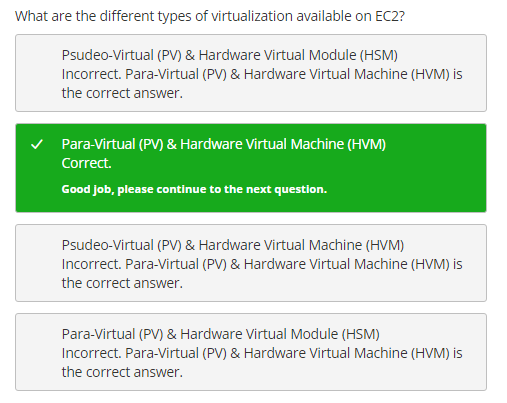 What are the different types of virtualization available on EC2?
Psudeo-Virtual (PV) & Hardware Virtual Module (HSM)
Incorrect. Para-Virtual (PV) & Hardware Virtual Machine (HVM) is
the correct answer.
Para-Virtual (PV) & Hardware Virtual Machine (HVM)
Correct.
Good job, please continue to the next question.
Psudeo-Virtual (PV) & Hardware Virtual Machine (HVM)
Incorrect. Para-Virtual (PV) & Hardware Virtual Machine (HVM) is
the correct answer.
Para-Virtual (PV) & Hardware Virtual Module (HSM)
Incorrect. Para-Virtual (PV) & Hardware Virtual Machine (HVM) is
the correct answer.